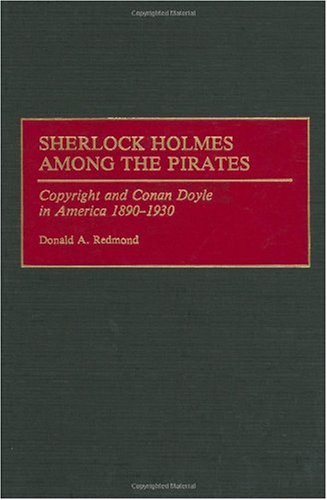 SHERLOCK HOLMES
AMONG THE PIRATES
Copyright and Conan Doyle
in America 1890–1930
Donald A. Redmond